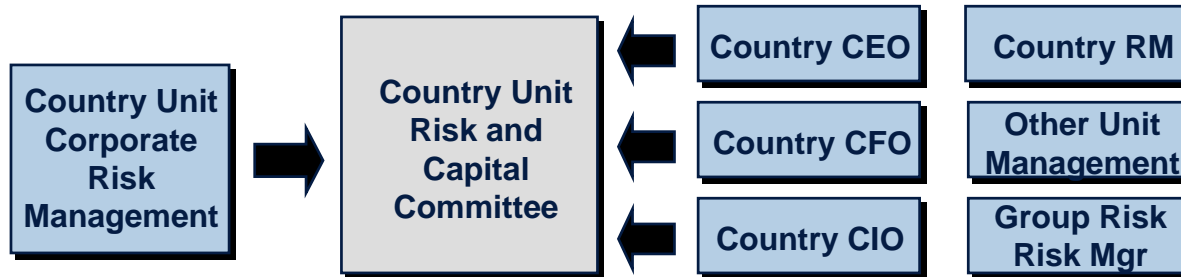 Country Unit
Corporate
Risk
Management
Country Unit
Risk and
Capital
Committee
Country CEO
Country RM
Country CFO
Other Unit
Management
Country CIO
Group Risk
Risk Mgr